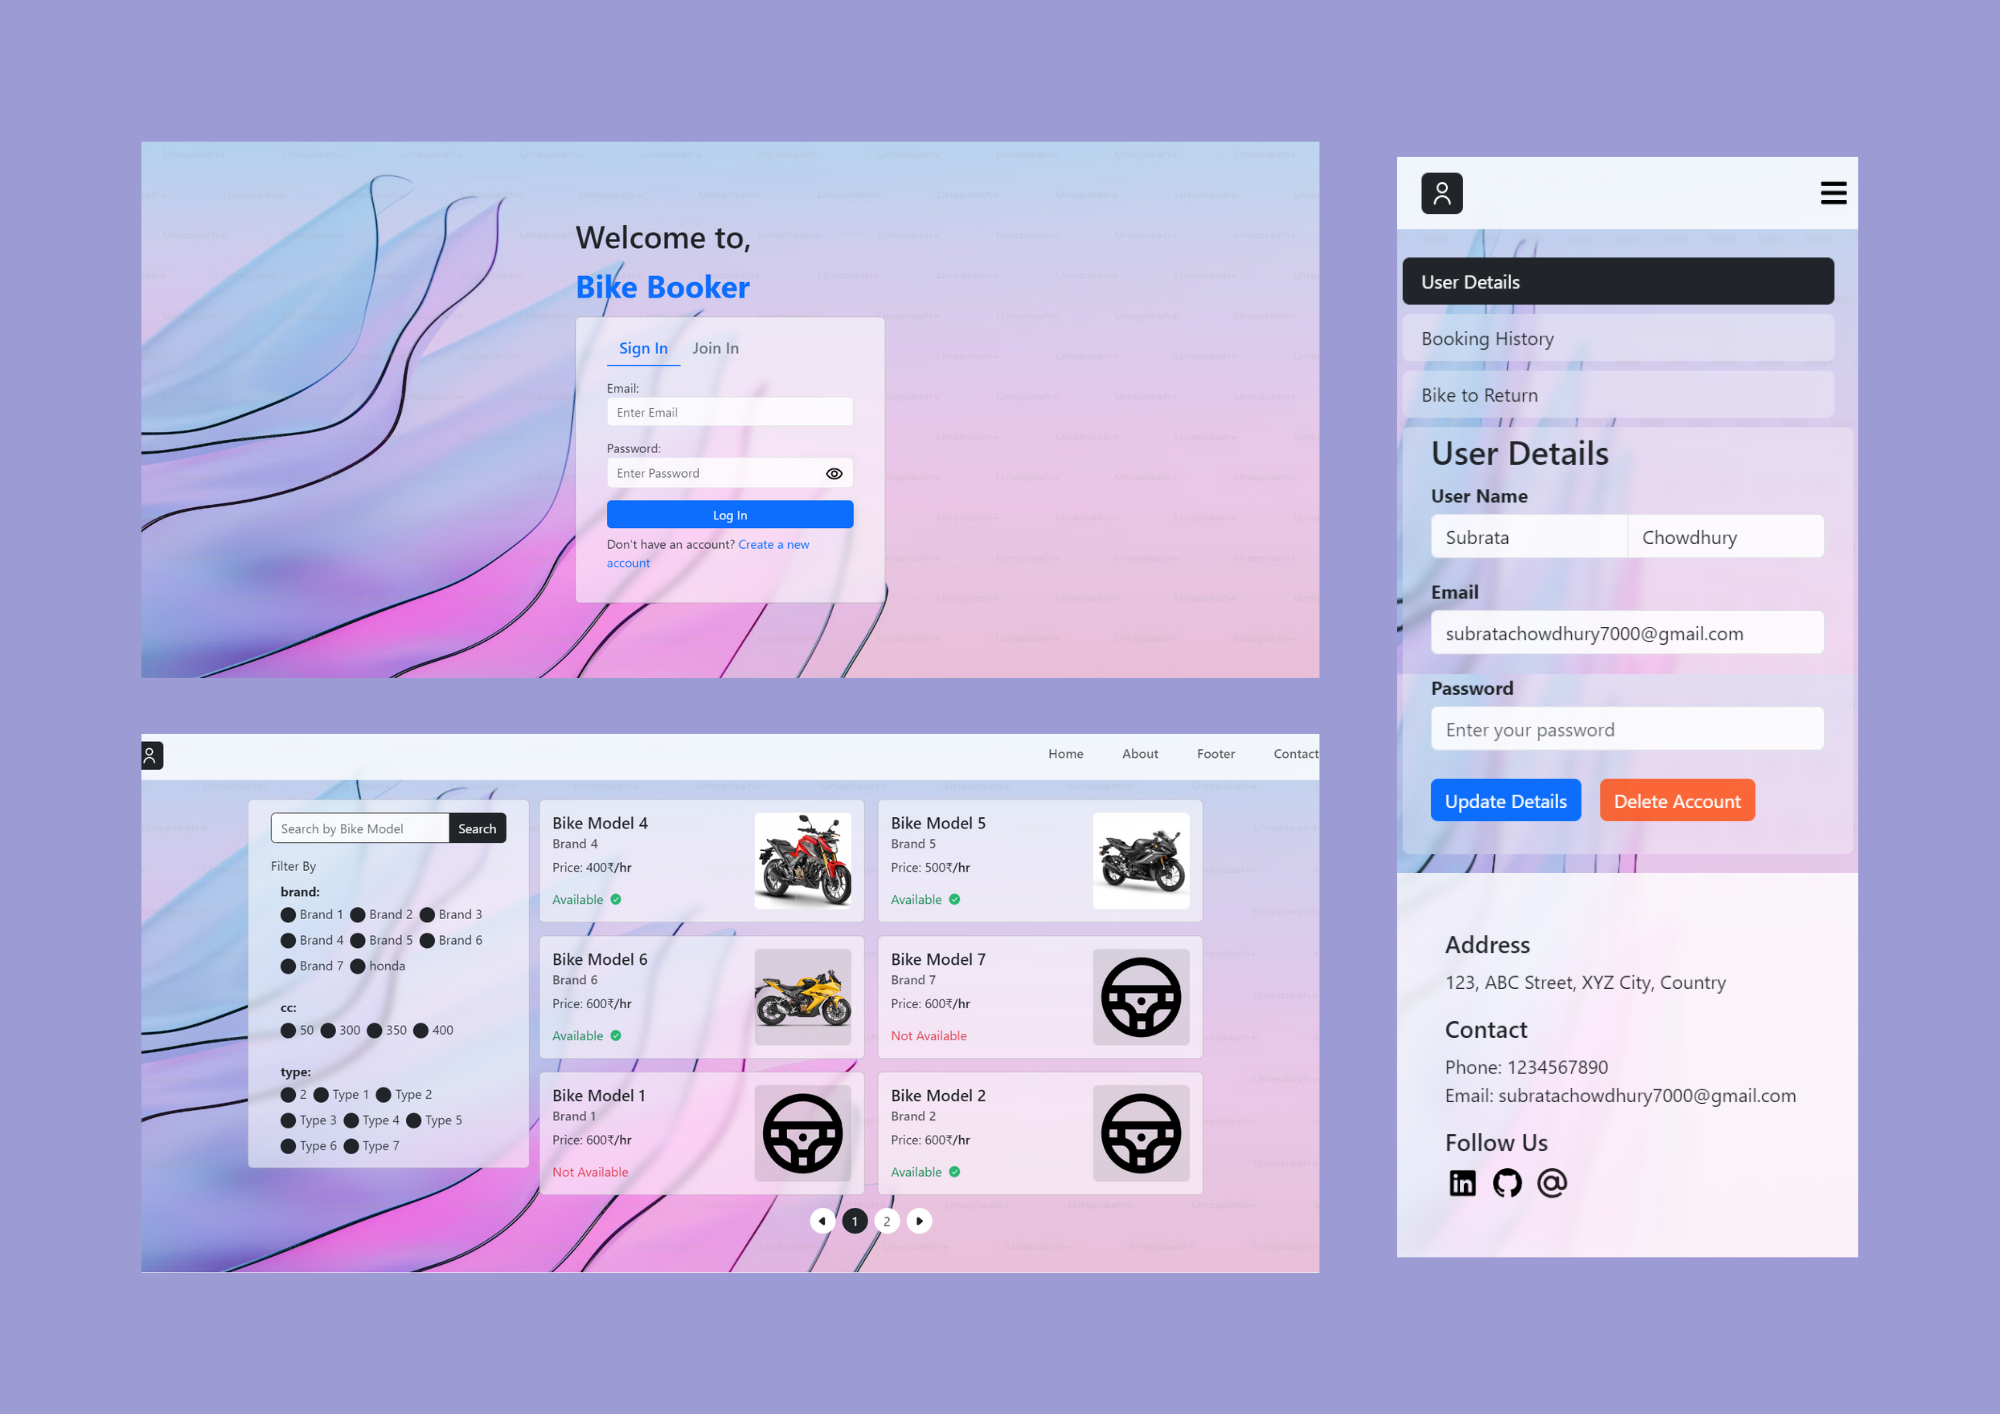 Welcome to,
Bike Booker
Sign In Join In
Email:
Enter Email
Password:
Enter Password
Log In
Don't have an account? Create a new
account
Home About Footer Contact
Search by Bike Model Search
Filter By
brand:
Brand 1 Brand 2 Brand 3
Brand 4 Brand 5 Brand 6
Brand 7 honda
cc:
50 300 350 400
type:
2 Type 1 Type 2
Type 3 Type 4 Type 5
Type 6 Type 7
Bike Model 4
Brand 4
Price: 400₹/hr
Available
Bike Model 5
Brand 5
Price: 500₹/hr
Available
Bike Model 6
Brand 6
Price: 600₹/hr
Available
Bike Model 7
Brand 7
Price: 600₹/hr
Not Available
Bike Model 1
Brand 1
Price: 600₹/hr
Not Available
Bike Model 2
Brand 2
Price: 600₹/hr
Available
1 2
User Details
Booking History
Bike to Return
User Details
User Name
Subrata Chowdhury
Email
subratachowdhury7000@gmail.com
Password
Enter your password
Update Details Delete Account
Address
123, ABC Street, XYZ City, Country
Contact
Phone: 1234567890
Email: subratachowdhury7000@gmail.com
Follow Us